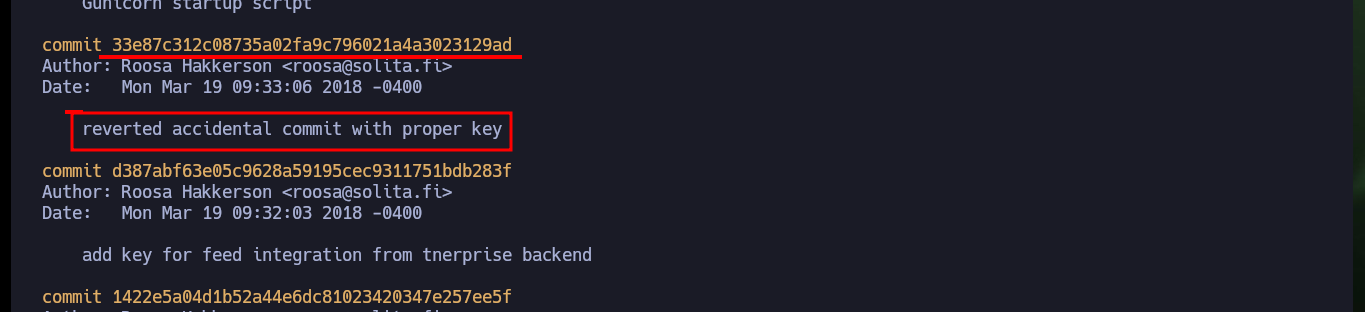 Gunicorn startup script
commit 33e87c312c08735a02fa9c796021a4a3023129ad
Author: Roosa Hakkerson <roosa@solita.fi>
Date:   Mon Mar 19 09:33:06 2018 -0400
reverted accidental commit with proper key
commit d387abf63e05c9628a59195cec9311751bdb283f
Author: Roosa Hakkerson <roosa@solita.fi>
Date:   Mon Mar 19 09:32:03 2018 -0400
add key for feed integration from tnerprise backend
commit 1422e5a04d1b52a44e6dc81023420347e257ee5f